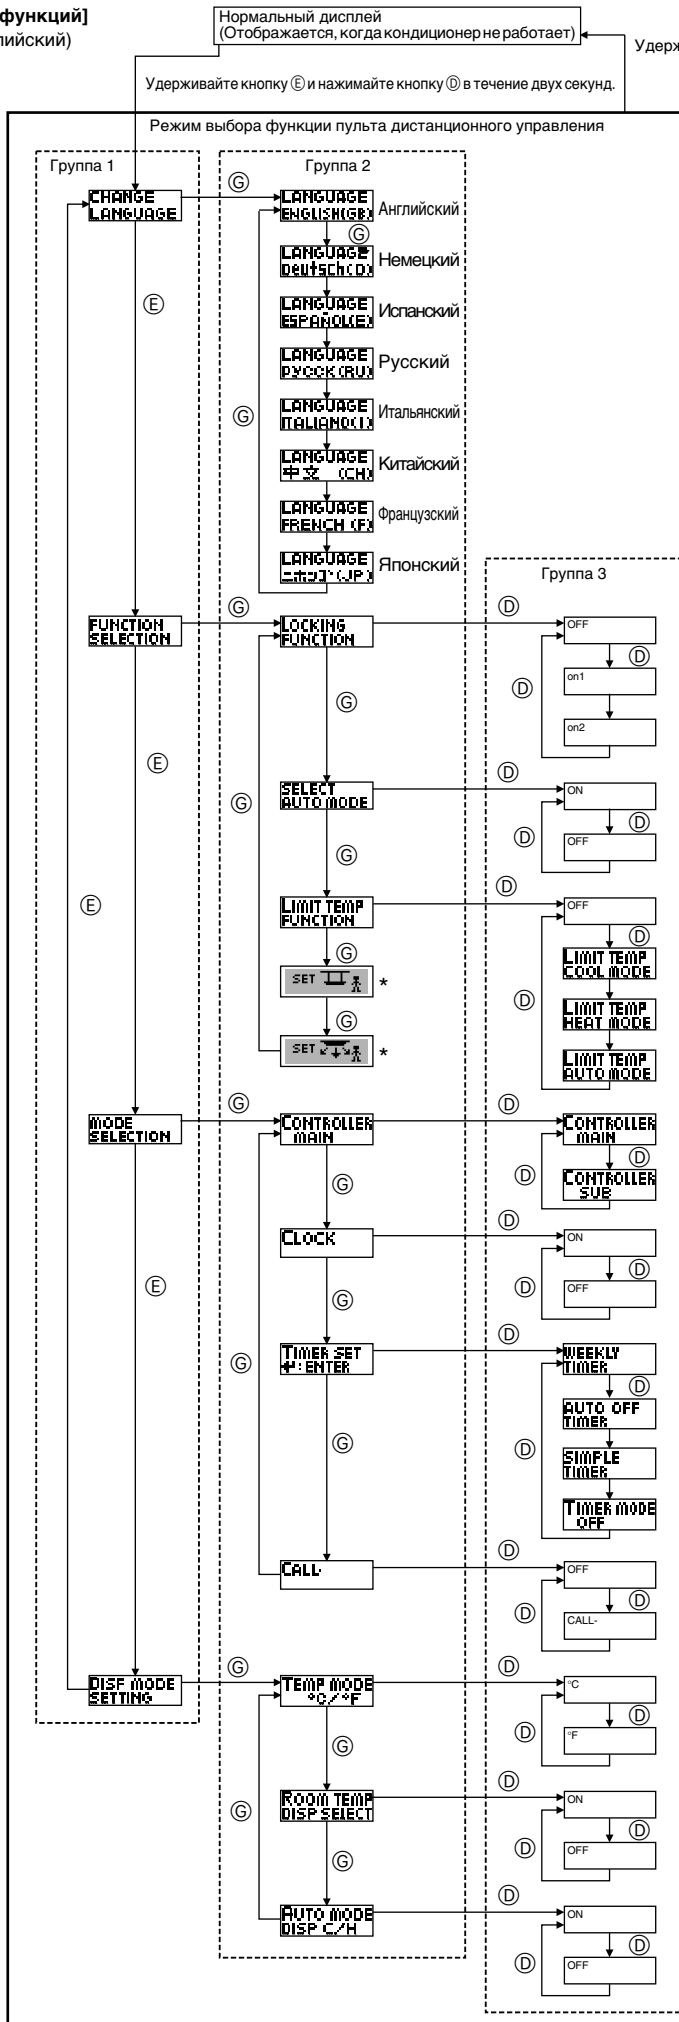 функций]
лийский)
Нормальный дисплей
(Отображается, когда кондиционер не работает)
Удерж
Удерживайте кнопку Ⓔ и нажимайте кнопку Ⓓ в течение двух секунд.
Режим выбора функции пульта дистанционного управления
Группа 1
Группа 2
CHANGE
LANGUAGE
Ⓖ
LANGUAGE
ENGLISH(GB)
Английский
Ⓖ
LANGUAGE
Deutsch(D)
Немецкий
Ⓔ
LANGUAGE
ESPAÑOL(E)
Испанский
LANGUAGE
РУССК(RU)
Русский
Ⓖ
LANGUAGE
ITALIANO(I)
Итальянский
LANGUAGE
中文 (CH)
Китайский
LANGUAGE
FRENCH (F)
Французский
LANGUAGE
ニホンゴ(JP)
Японский
Группа 3
FUNCTION
SELECTION
Ⓖ
LOCKING
FUNCTION
Ⓓ
OFF
Ⓓ
Ⓓ
on1
Ⓖ
on2
Ⓔ
Ⓖ
SELECT
AUTO MODE
Ⓓ
ON
Ⓓ
Ⓓ
OFF
Ⓖ
Ⓔ
LIMIT TEMP
FUNCTION
Ⓓ
OFF
Ⓖ
Ⓓ
LIMIT TEMP
COOL MODE
SET
*
Ⓓ
Ⓖ
LIMIT TEMP
HEAT MODE
SET
*
LIMIT TEMP
AUTO MODE
MODE
SELECTION
Ⓖ
CONTROLLER
MAIN
Ⓓ
CONTROLLER
MAIN
Ⓓ
Ⓓ
Ⓖ
CONTROLLER
SUB
CLOCK
Ⓓ
ON
Ⓔ
Ⓓ
Ⓓ
Ⓖ
OFF
Ⓖ
TIMER SET
: ENTER
Ⓓ
WEEKLY
TIMER
Ⓓ
AUTO OFF
TIMER
Ⓖ
Ⓓ
SIMPLE
TIMER
TIMER MODE
OFF
CALL-
Ⓓ
OFF
Ⓓ
Ⓓ
CALL-
DISP MODE
SETTING
Ⓖ
TEMP MODE
°C/°F
Ⓓ
°C
Ⓓ
Ⓓ
°F
Ⓖ
Ⓖ
ROOM TEMP
DISP SELECT
Ⓓ
ON
Ⓓ
Ⓓ
OFF
Ⓖ
AUTO MODE
DISP C/H
Ⓓ
ON
Ⓓ
Ⓓ
OFF